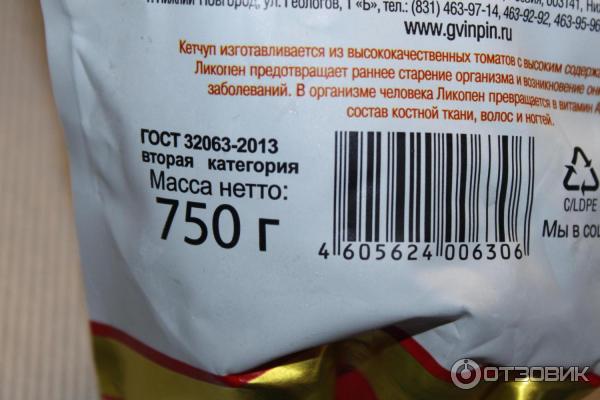 Нижний Новгород, ул. Геологов, 1 "Б», тел.: (831) 463-97-14, 463-92-92, 463-95-96
www.gvinpin.ru
Кетчуп изготавливается из высококачественных томатов с высоким
Ликопен предотвращает раннее старение организма и возникновение
заболеваний. В организме человека Ликопен превращается в витамин А,
состав костной ткани, волос и ногтей.
ГОСТ 32063-2013
вторая категория
Масса нетто:
750 г
4 605624 006306
C/LDPE
Мы в
ОТЗОВИК